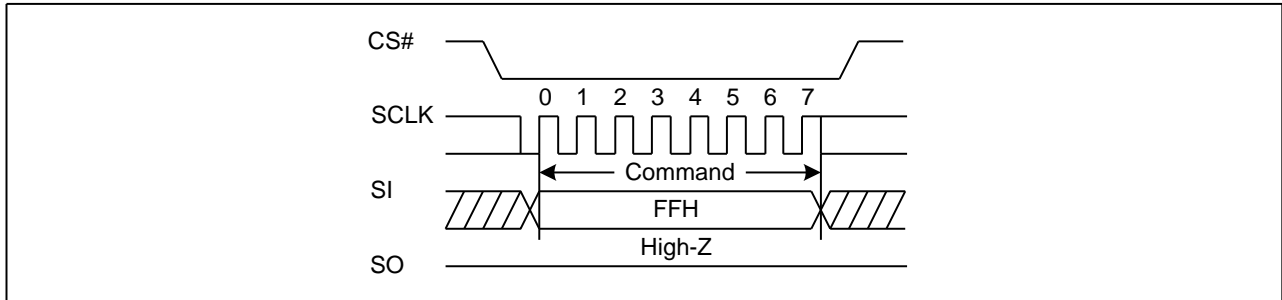 CS#
0 1 2 3 4 5 6 7
SCLK
Command
SI
FFH
High-Z
SO